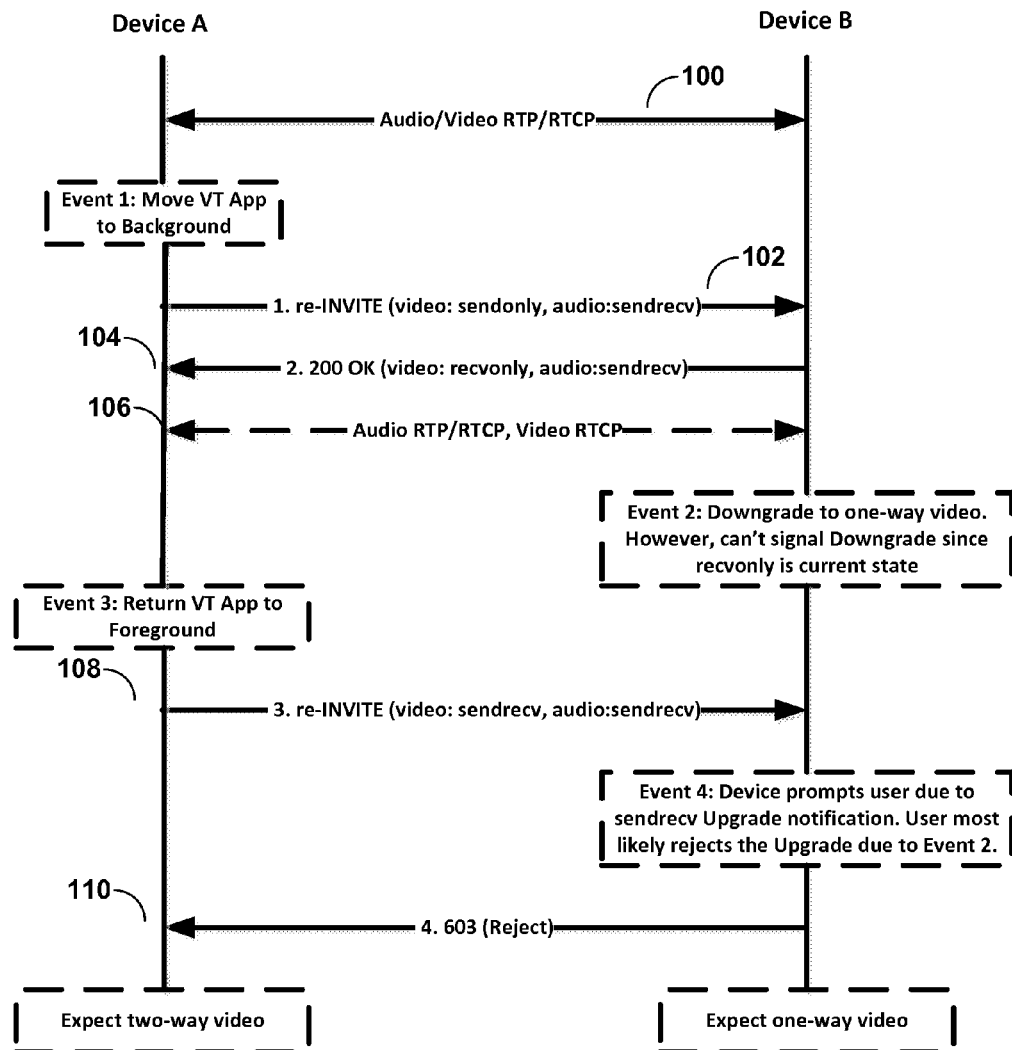 Device A
Device B
100
Audio/Video RTP/RTCP
Event 1: Move VT App
to Background
102
1. re-INVITE (video: sendonly, audio:sendrecv)
104
2. 200 OK (video: recvonly, audio:sendrecv)
106
Audio RTP/RTCP, Video RTCP
Event 2: Downgrade to one-way video.
However, can't signal Downgrade since
recvonly is current state
Event 3: Return VT App to
Foreground
108
3. re-INVITE (video: sendrecv, audio:sendrecv)
Event 4: Device prompts user due to
sendrecv Upgrade notification. User most
likely rejects the Upgrade due to Event 2.
110
4. 603 (Reject)
Expect two-way video
Expect one-way video